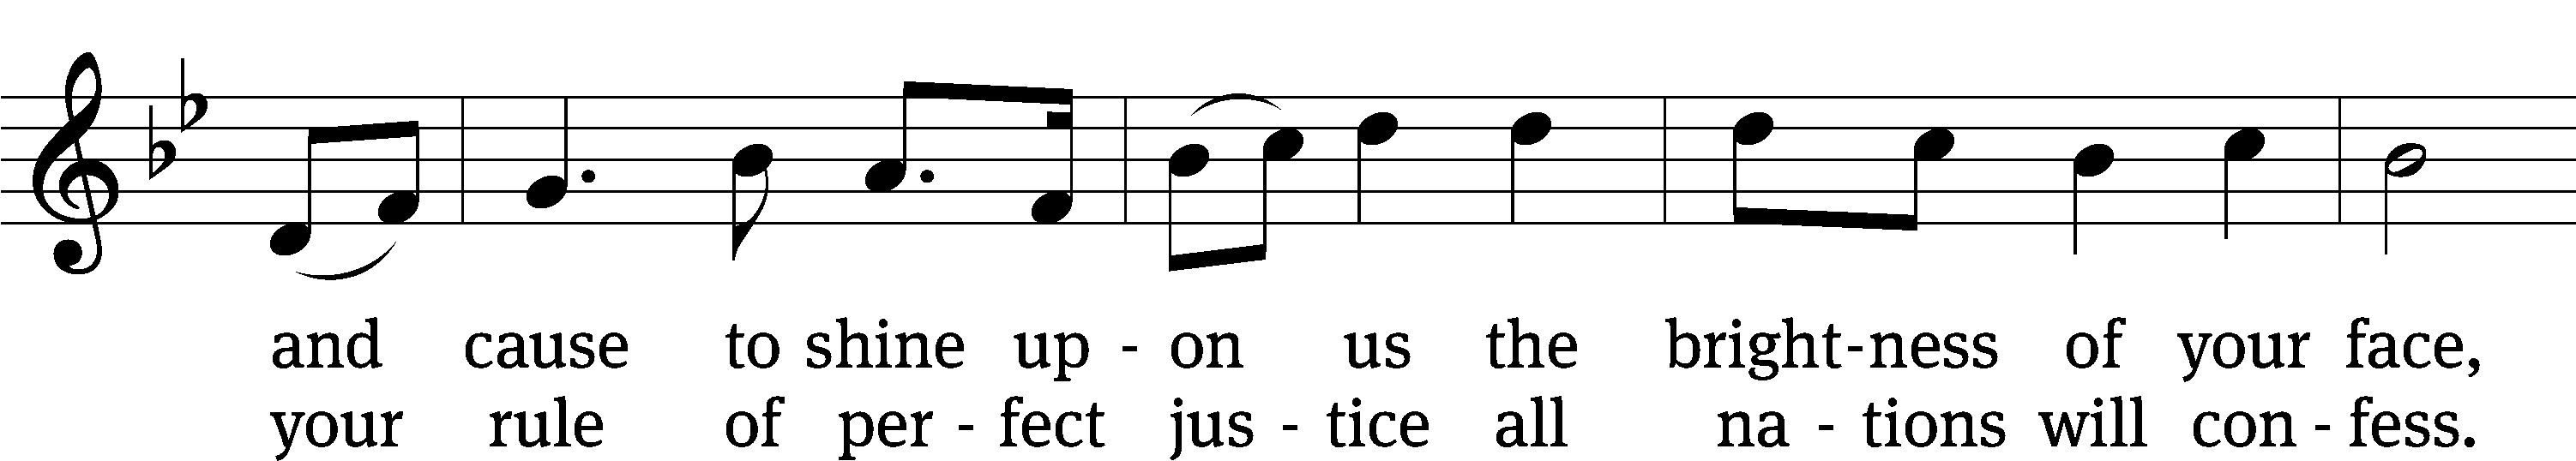 and cause to shine up - on us the bright-ness of your face,
your rule of per - fect jus - tice all na - tions will con - fess.